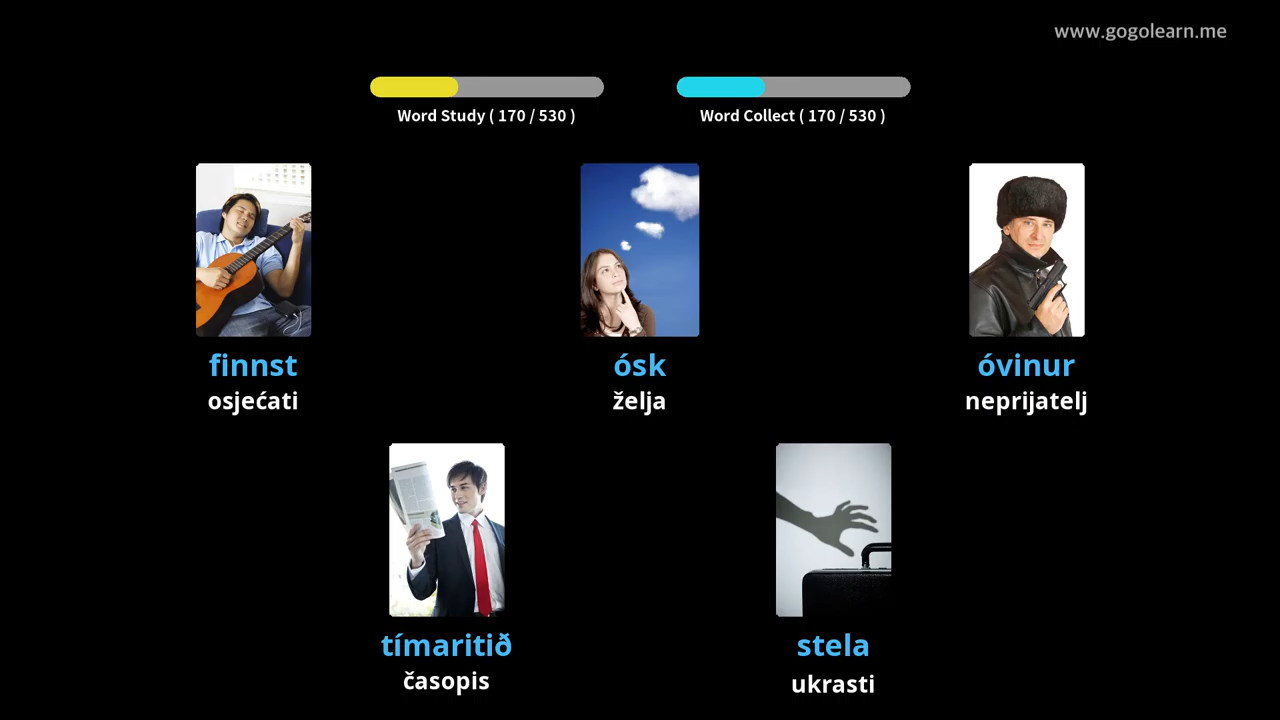 www.gogolearn.me
Word Study ( 170 / 530 )
Word Collect ( 170 / 530 )
finnst
osjećati
ósk
želja
óvinur
neprijatelj
tímaritið
časopis
stela
ukrasti